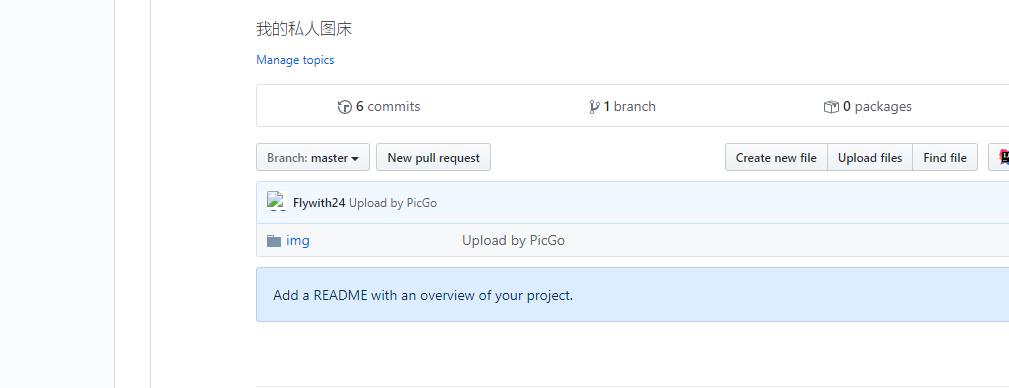 我的私人图床
Manage topics
6 commits 1 branch 0 packages
Branch: master New pull request Create new file Upload files Find file
Flywith24 Upload by PicGo
img Upload by PicGo
Add a README with an overview of your project.